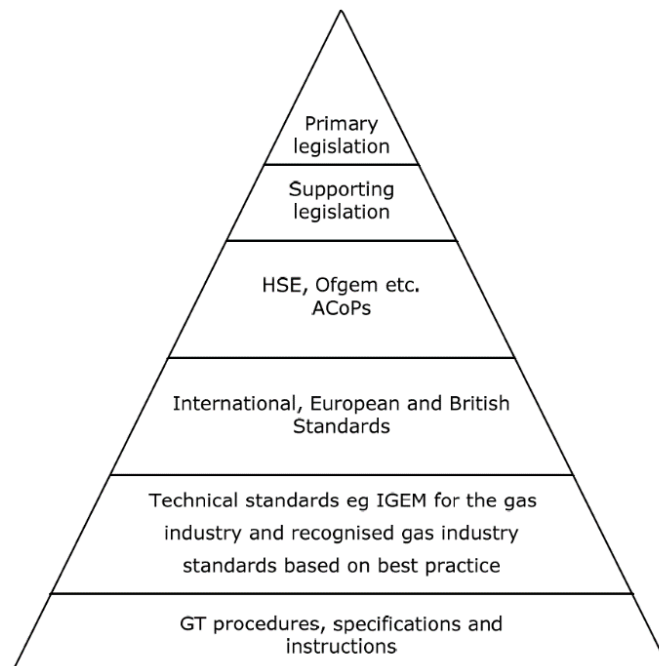 Primary
legislation
Supporting
legislation
HSE, Ofgem etc.
ACoPs
International, European and British
Standards
Technical standards eg IGEM for the gas
industry and recognised gas industry
standards based on best practice
GT procedures, specifications and
instructions